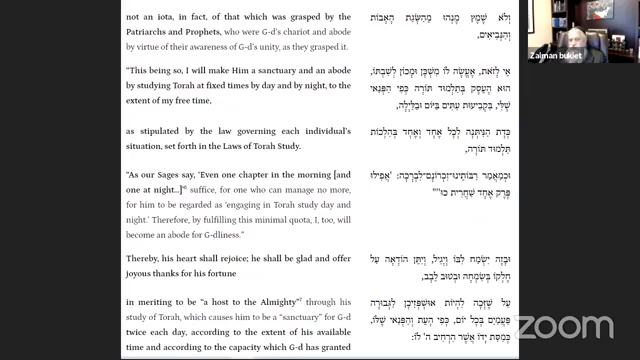 not an iota, in fact, of that which was grasped by the
Patriarchs and Prophets, who were G-d's chariot and abode
by virtue of their awareness of G-d's unity, as they grasped it.
וְלֹא שֶׁמֶץ מֶנְהוּ מֵהַשָּׂגַת הָאָבוֹת
וְהַנְּבִיאִים,
"This being so, I will make Him a sanctuary and an abode
by studying Torah at fixed times by day and by night, to the
extent of my free time,
אִי לָזֹאת, אֶעֱשֶׂה לּוֹ מִשְׁכָּן וּמָכוֹן לְשִׁבְתּוֹ,
הוּא הָעֵסֶק בְּתַלְמוּד תּוֹרָה כְּפִי הַפְּנַאי
שֶׁלִּי, בִּקְבִיעוּת עִתִּים בַּיּוֹם וּבַלַּיְלָה,
as stipulated by the law governing each individual's
situation, set forth in the Laws of Torah Study.
כְּדָת הַנִּיתְּנָה לְכָל אֶחָד וְאֶחָד בְּהִלְכוֹת
תַּלְמוּד תּוֹרָה,
"As our Sages say, 'Even one chapter in the morning [and
one at night...]'⁶ suffice, for one who can manage no more,
for him to be regarded as 'engaging in Torah study day and
night.' Therefore, by fulfilling this minimal quota, I, too, will
become an abode for G-dliness."
וּכְמַאֲמַר רַבּוֹתֵינוּ־זִכְרוֹנָם־לִבְרָכָה: "אֲפִילּוּ
פֶּרֶק אֶחָד שַׁחֲרִית כוּ'"
Thereby, his heart shall rejoice; he shall be glad and offer
joyous thanks for his fortune
וּבָזֶה יִשְׂמַח לִבּוֹ וְיָגֵיל, וְיִתֵּן הוֹדָאָה עַל
חֶלְקוֹ בְּשִׂמְחָה וּבְטוּב לֵבָב,
in meriting to be "a host to the Almighty"⁷ through his
study of Torah, which causes him to be a "sanctuary" for G-d
twice each day, according to the extent of his available
time and according to the capacity which G-d has granted
עַל שֶׁזָּכָה לִהְיוֹת אוּשְׁפִּיזְכָן לִגְבוּרָה
פַּעֲמַיִם בְּכָל יוֹם, כְּפִי הָעֵת וְהַפְּנַאי שֶׁלּוֹ,
כְּמִסַּת יָדוֹ אֲשֶׁר הִרְחִיב ה' לוֹ:
Zalman bukiet
zoom